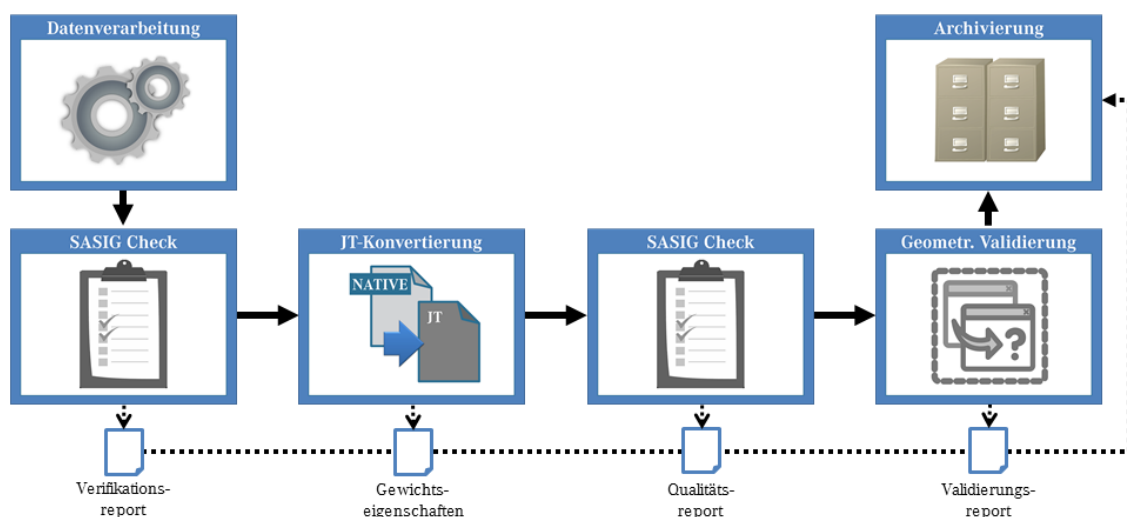 Datenverarbeitung
Archivierung
SASIG Check
JT-Konvertierung
SASIG Check
Geometr. Validierung
NATIVE
JT
?
Verifikations-
report
Gewichts-
eigenschaften
Qualitäts-
report
Validierungs-
report